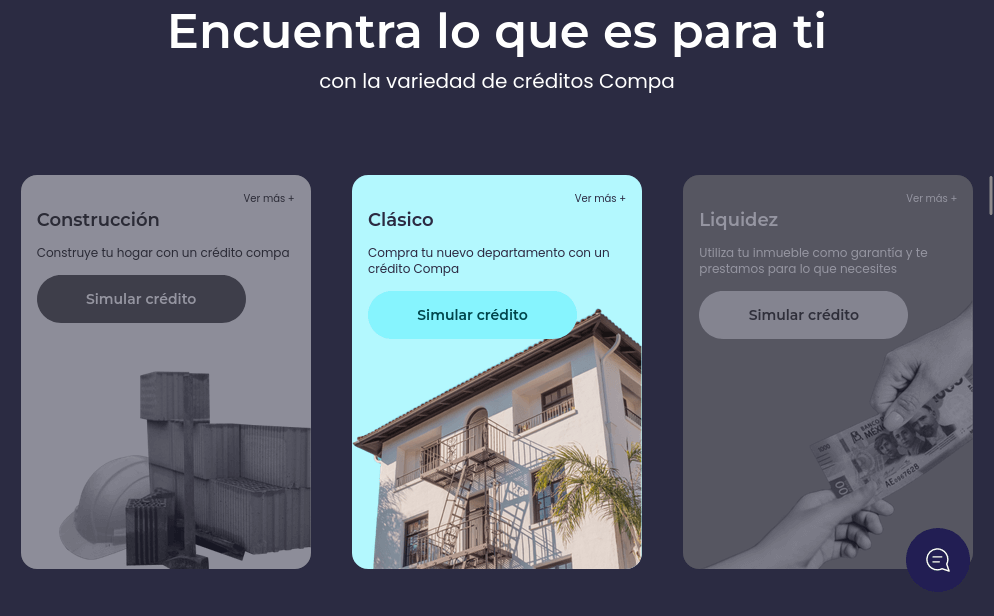 Encuentra lo que es para ti
con la variedad de créditos Compa
Ver más +
Construcción
Construye tu hogar con un crédito compa
Simular crédito
Ver más +
Clásico
Compra tu nuevo departamento con un
crédito Compa
Simular crédito
Ver más +
Liquidez
Utiliza tu inmueble como garantía y te
prestamos para lo que necesites
Simular crédito